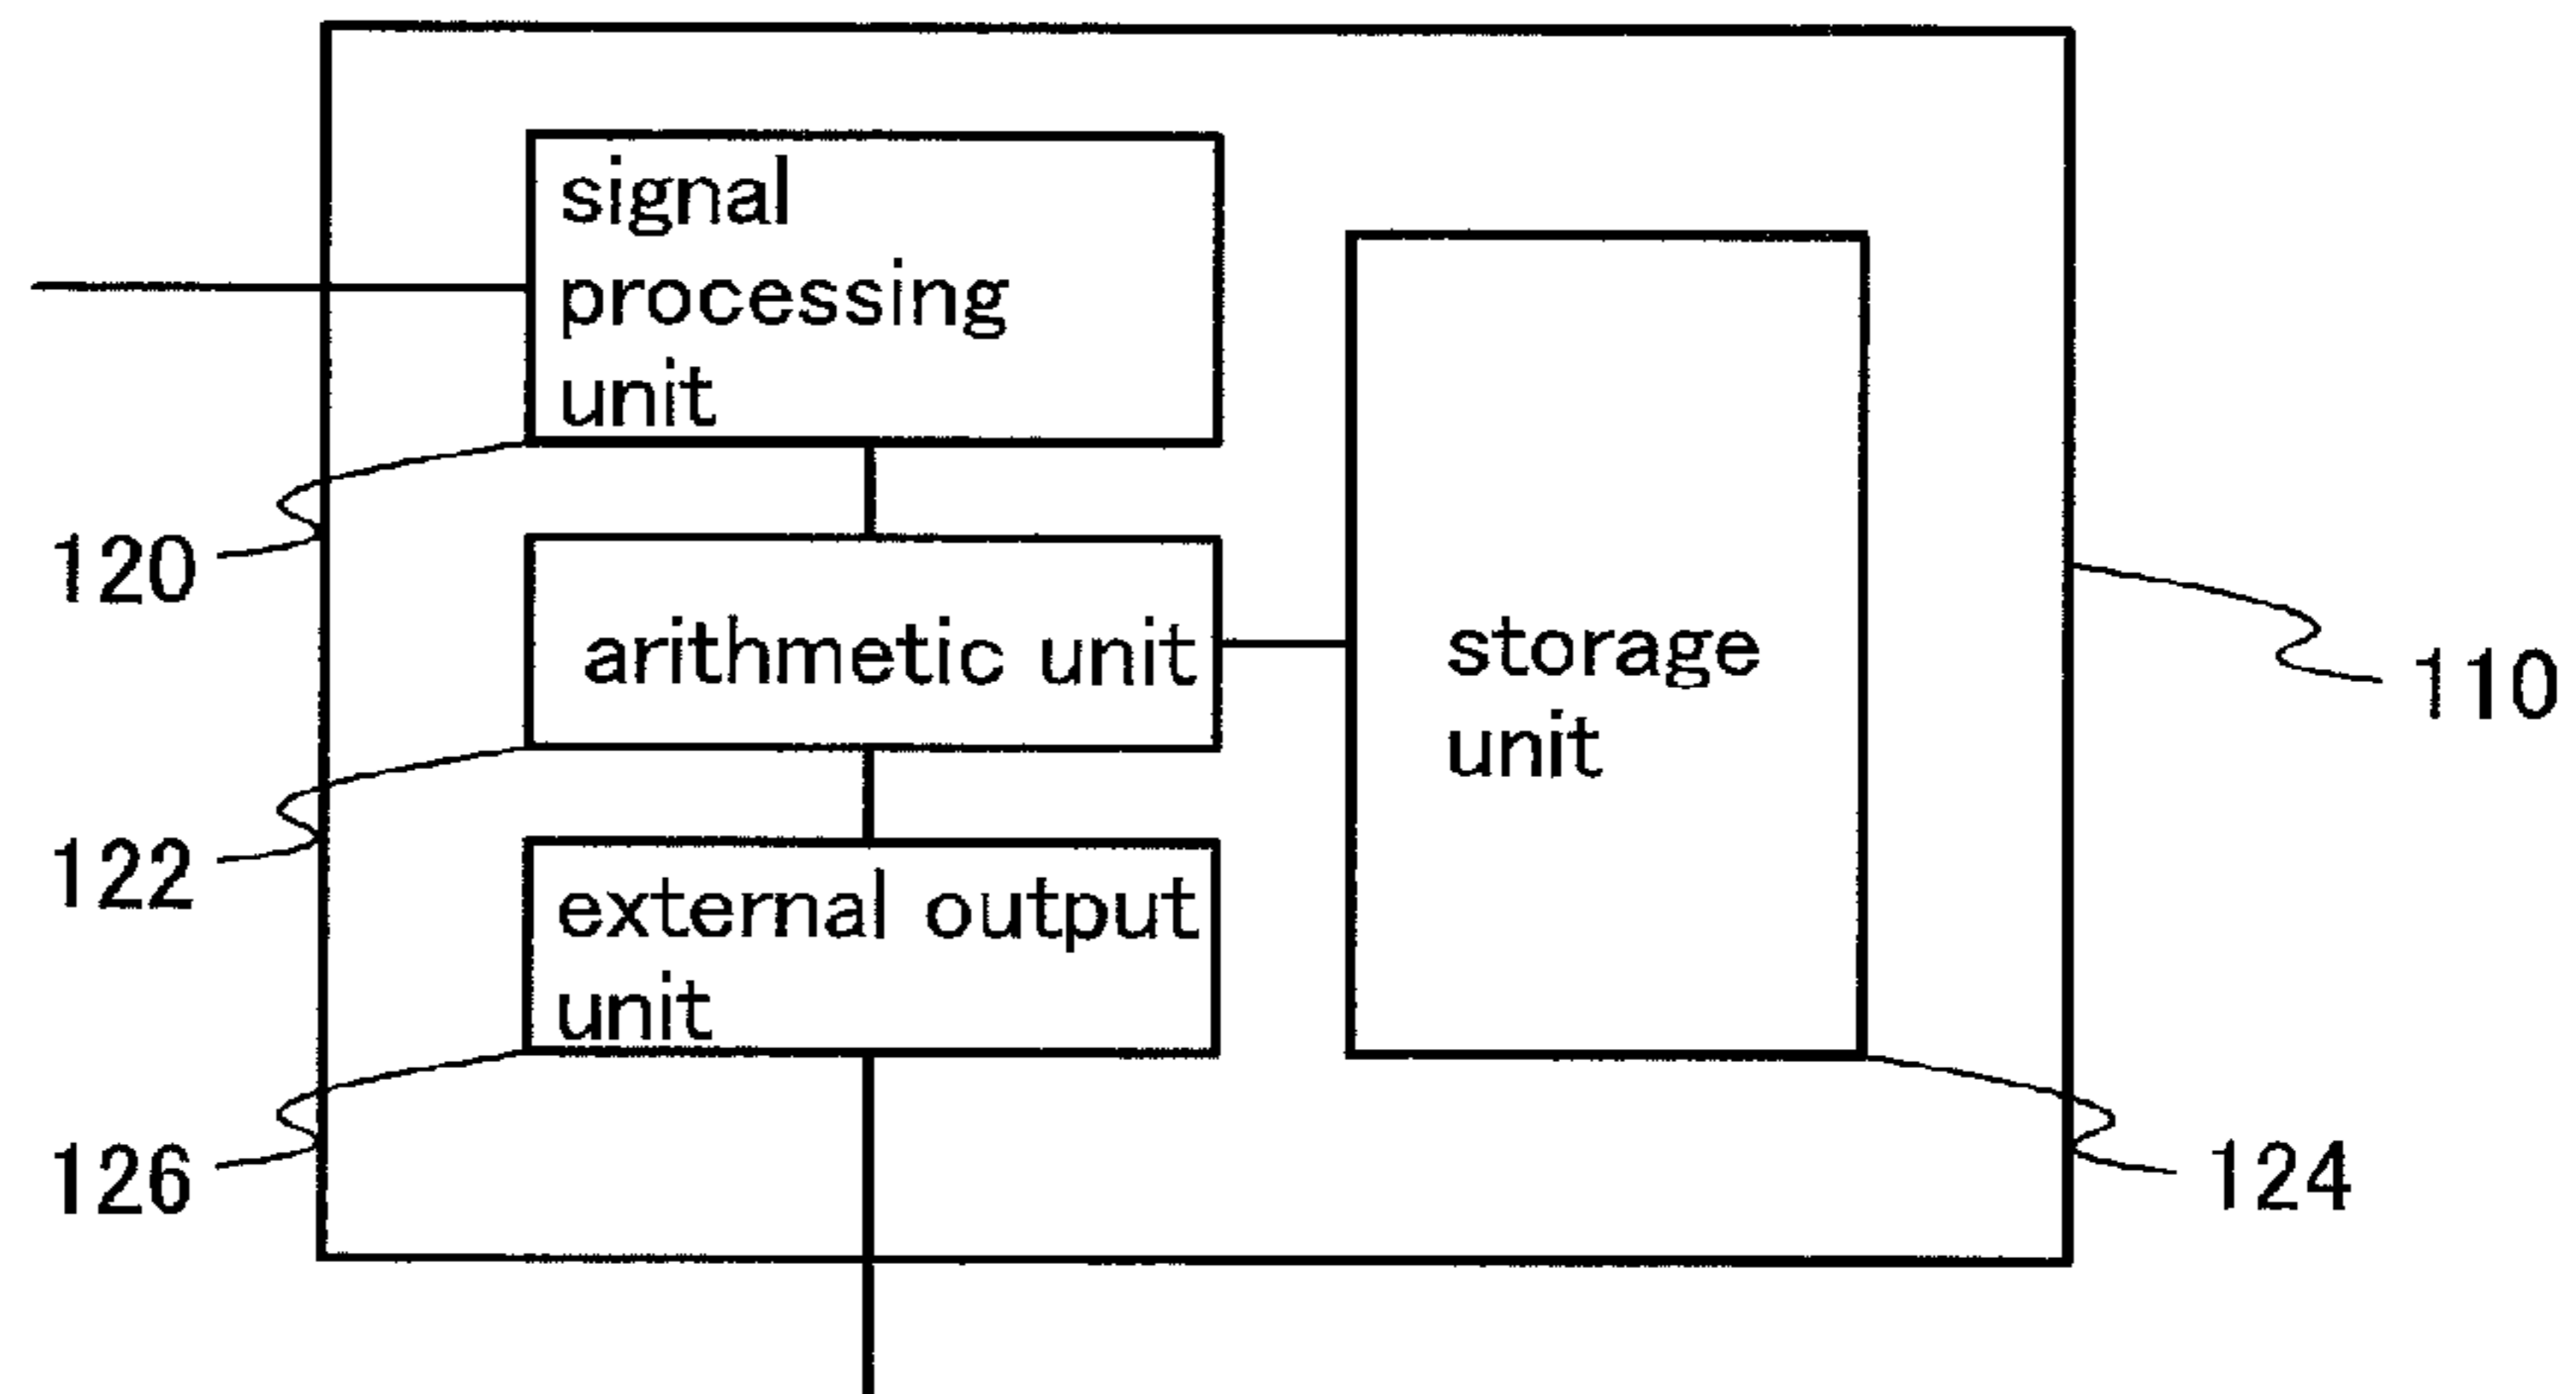 signal
processing
unit
120
arithmetic unit
storage
unit
110
122
external output
unit
126
124